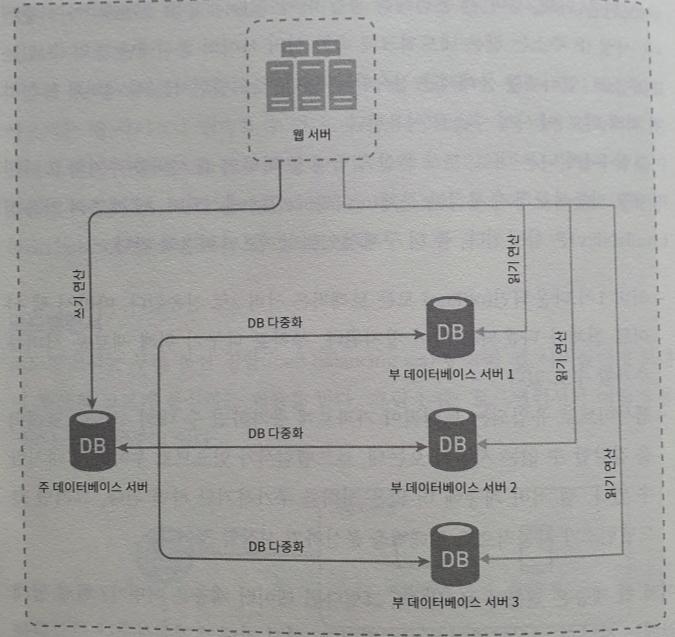 웹 서버
쓰기 연산
읽기 연산
DB 다중화
DB
부 데이터베이스 서버 1
읽기 연산
DB
주 데이터베이스 서버
DB 다중화
DB
부 데이터베이스 서버 2
읽기 연산
DB 다중화
DB
부 데이터베이스 서버 3